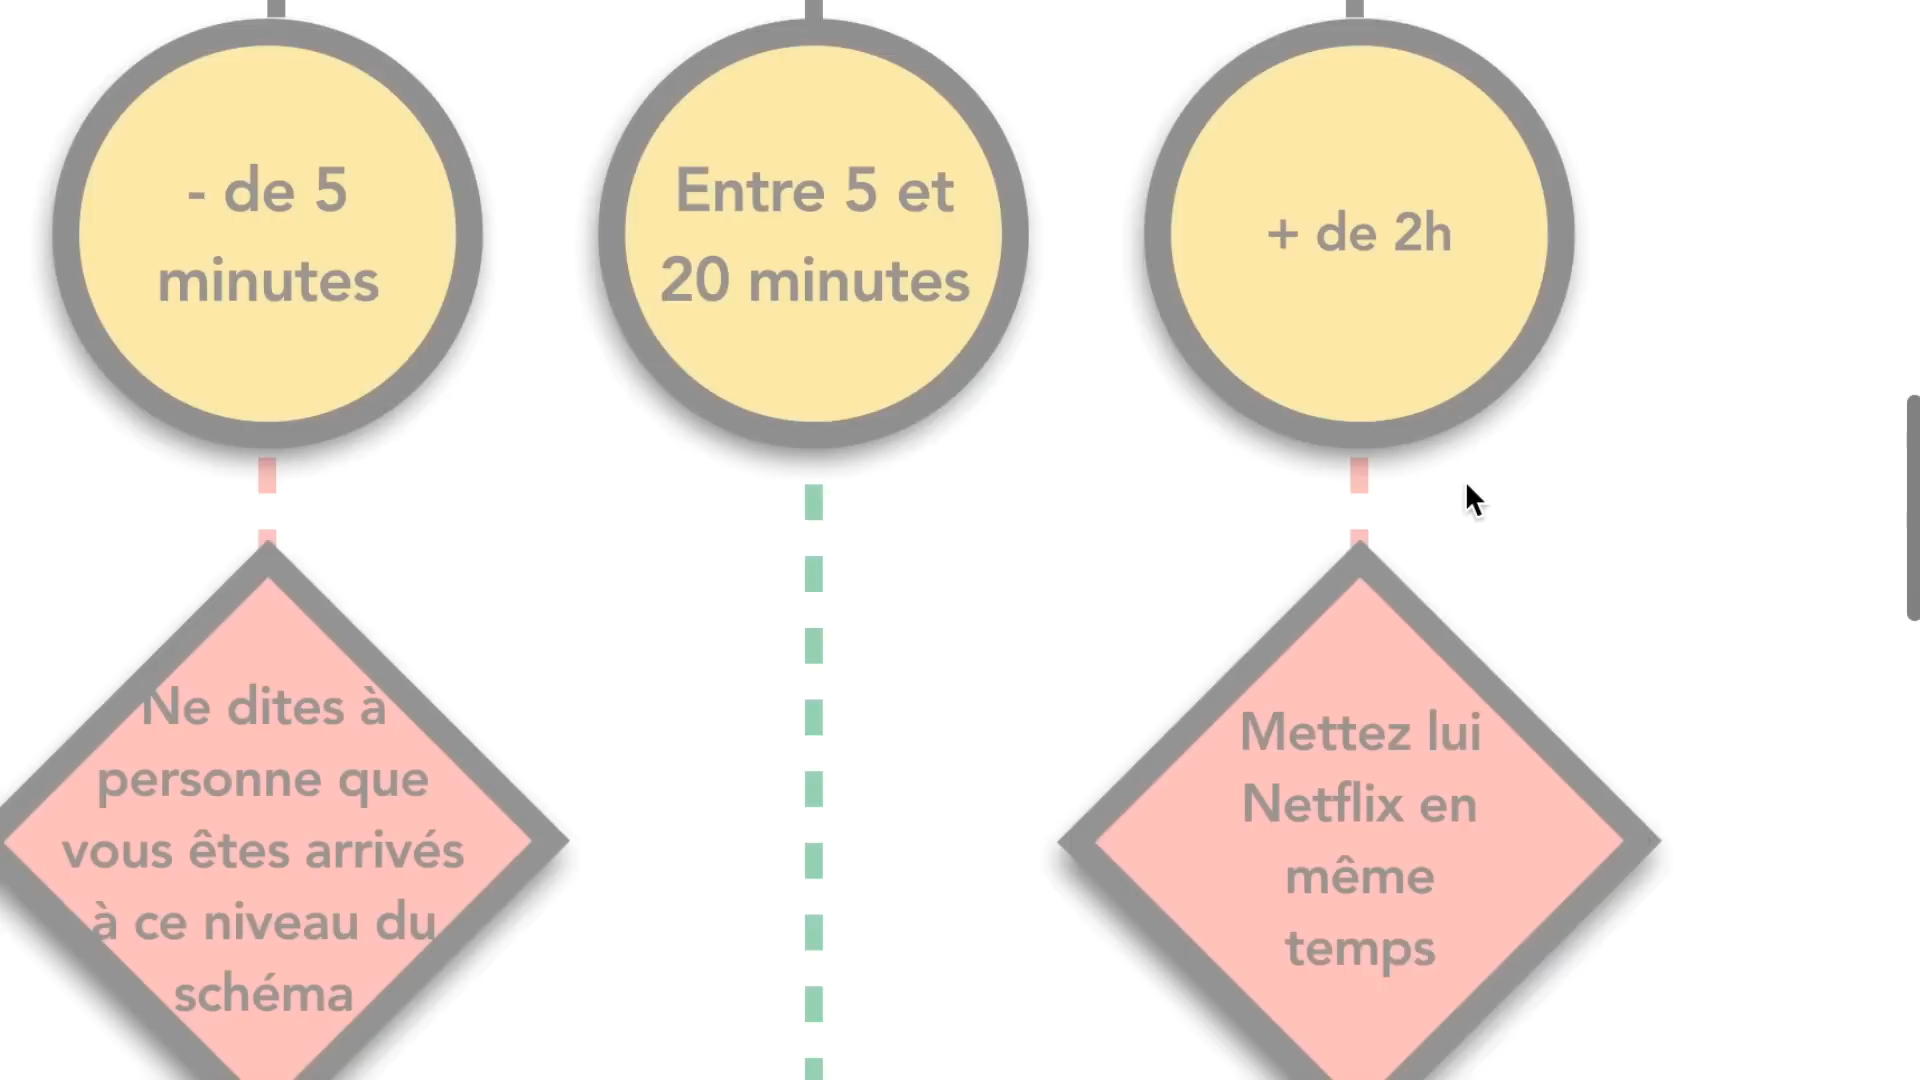 - de 5
minutes
Entre 5 et
20 minutes
+ de 2h
Ne dites à
personne que
vous êtes arrivés
à ce niveau du
schéma
Mettez lui
Netflix en
même
temps